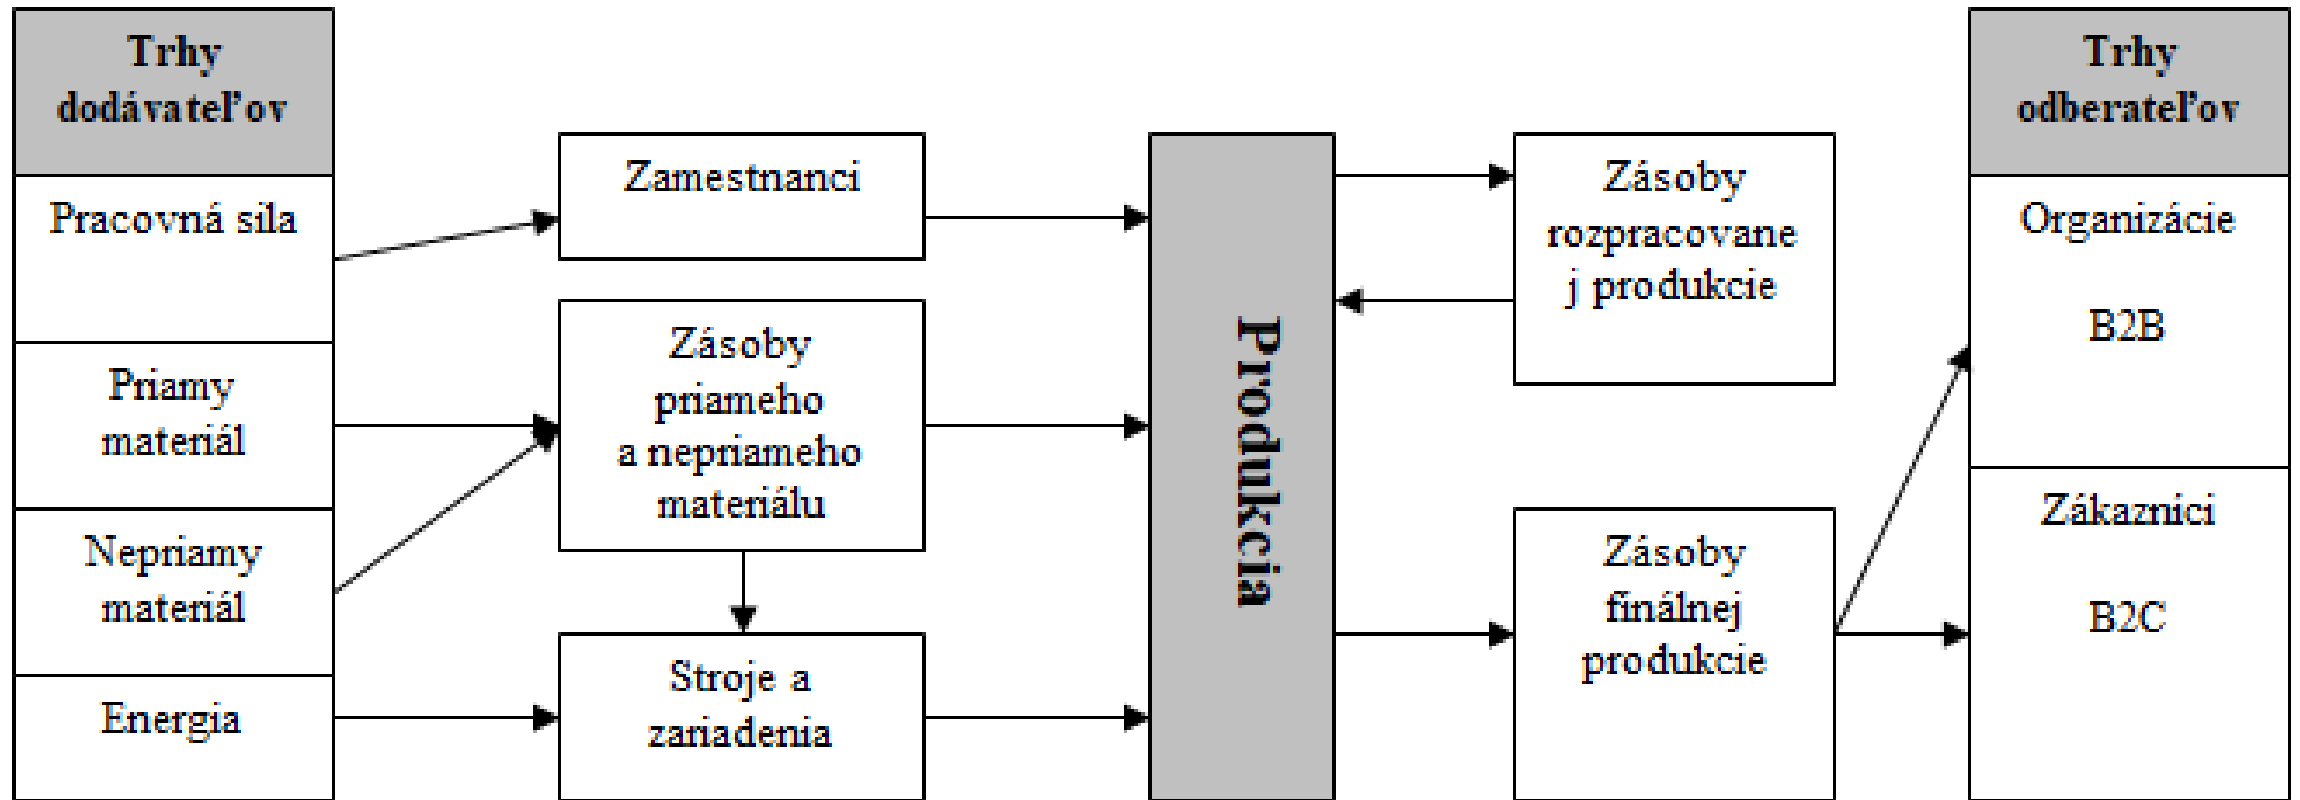 Trhy
dodávateľov
Pracovná sila
Priamy
materiál
Nepriamy
materiál
Energia
Zamestnanci
Zásoby
priameho
a nepriameho
materiálu
Stroje a
zariadenia
Produkcia
Zásoby
rozpracovane
j produkcie
Zásoby
finálnej
produkcie
Trhy
odberateľov
Organizácie
B2B
Zákaznici
B2C